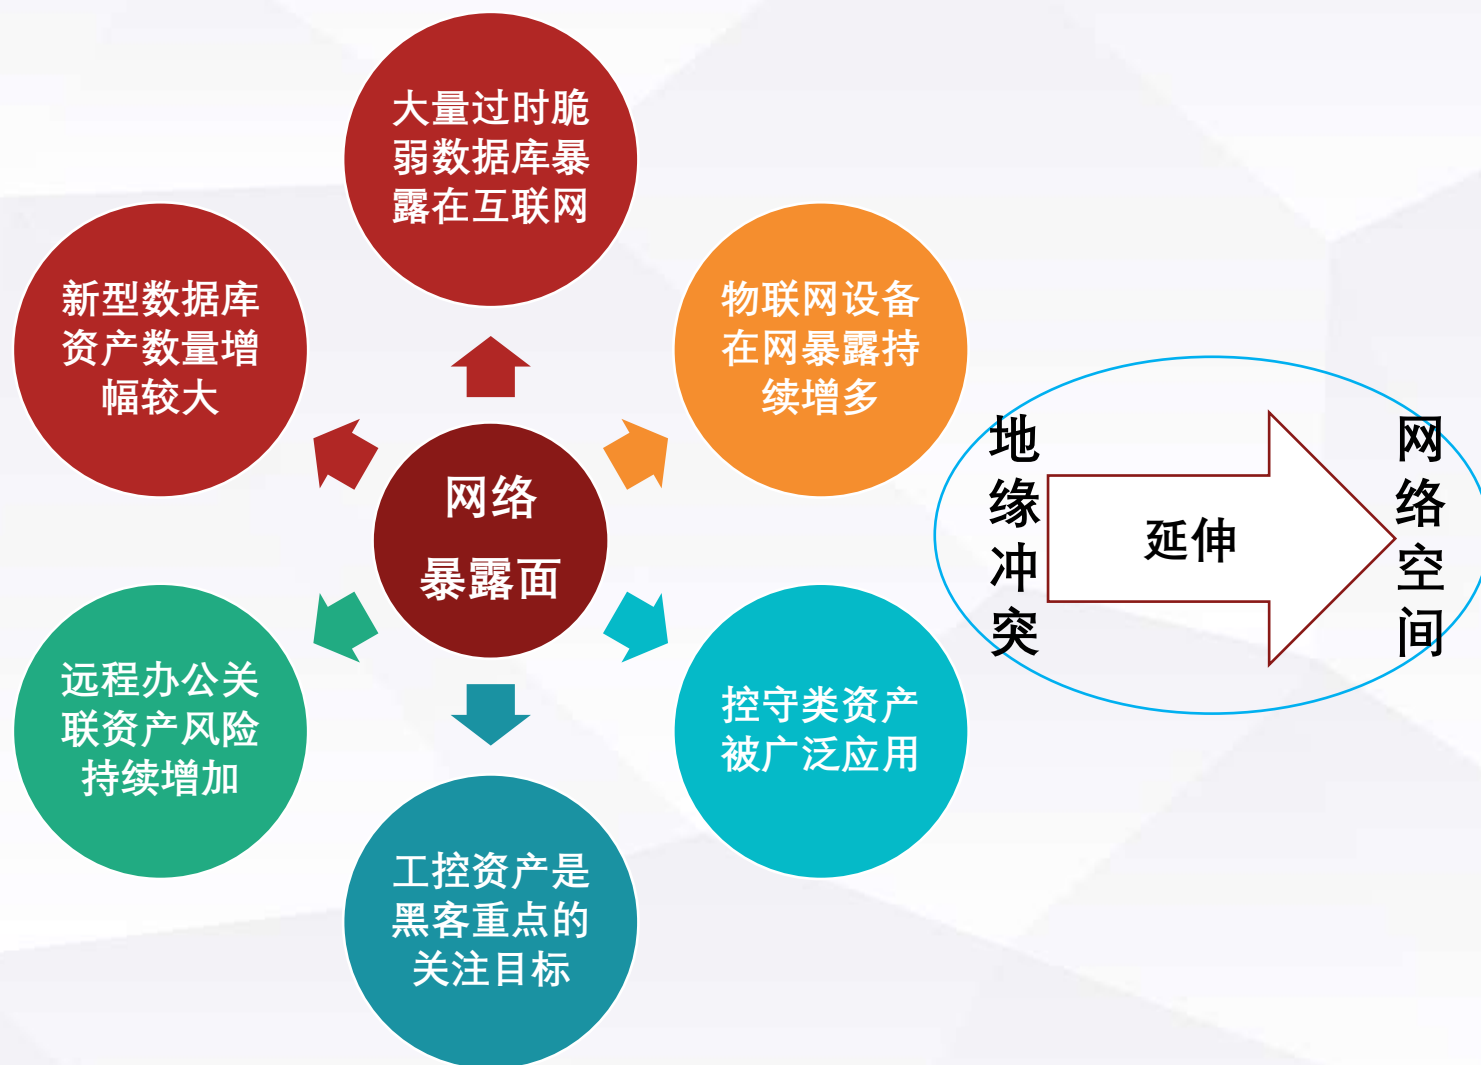 大量过时脆
弱数据库暴
露在互联网
新型数据库
资产数量增
幅较大
物联网设备
在网暴露持
续增多
网络
暴露面
远程办公关
联资产风险
持续增加
控守类资产
被广泛应用
工控资产是
黑客重点的
关注目标
地
缘
冲
突
延伸
网
络
空
间